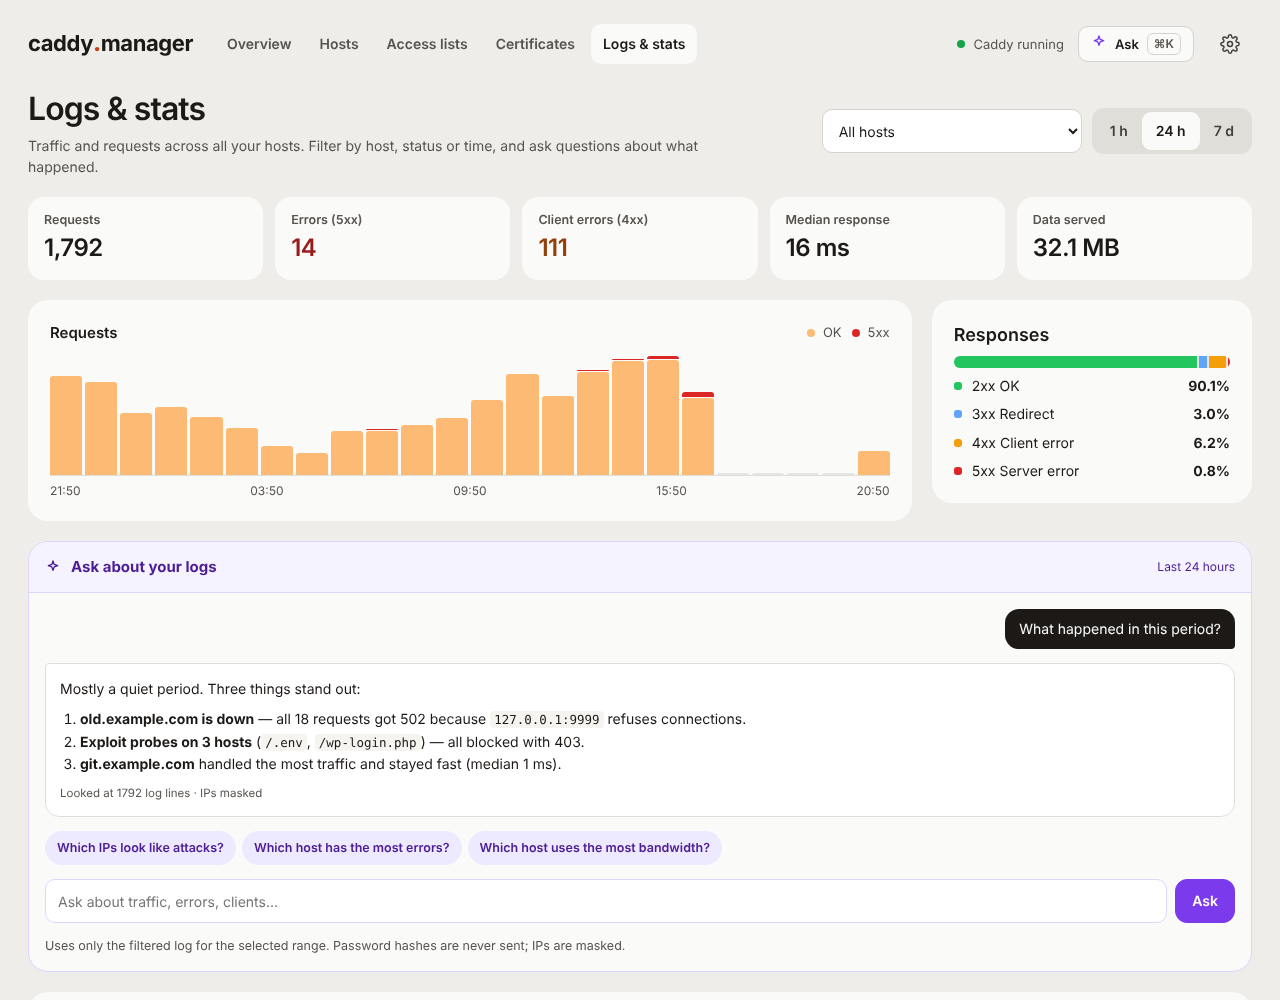 caddy.manager
Overview
Hosts
Access lists
Certificates
Logs & stats
Caddy running
Ask ⌘K
Logs & stats
Traffic and requests across all your hosts. Filter by host, status or time, and ask questions about what
happened.
All hosts
1 h
24 h
7 d
Requests
1,792
Errors (5xx)
14
Client errors (4xx)
111
Median response
16 ms
Data served
32.1 MB
Requests
OK
5xx
21:50
03:50
09:50
15:50
20:50
Responses
2xx OK 90.1%
3xx Redirect 3.0%
4xx Client error 6.2%
5xx Server error 0.8%
Ask about your logs
Last 24 hours
What happened in this period?
Mostly a quiet period. Three things stand out:
1. old.example.com is down — all 18 requests got 502 because 127.0.0.1:9999 refuses connections.
2. Exploit probes on 3 hosts (/.env, /wp-login.php) — all blocked with 403.
3. git.example.com handled the most traffic and stayed fast (median 1 ms).
Looked at 1792 log lines · IPs masked
Which IPs look like attacks?
Which host has the most errors?
Which host uses the most bandwidth?
Ask about traffic, errors, clients...
Ask
Uses only the filtered log for the selected range. Password hashes are never sent; IPs are masked.